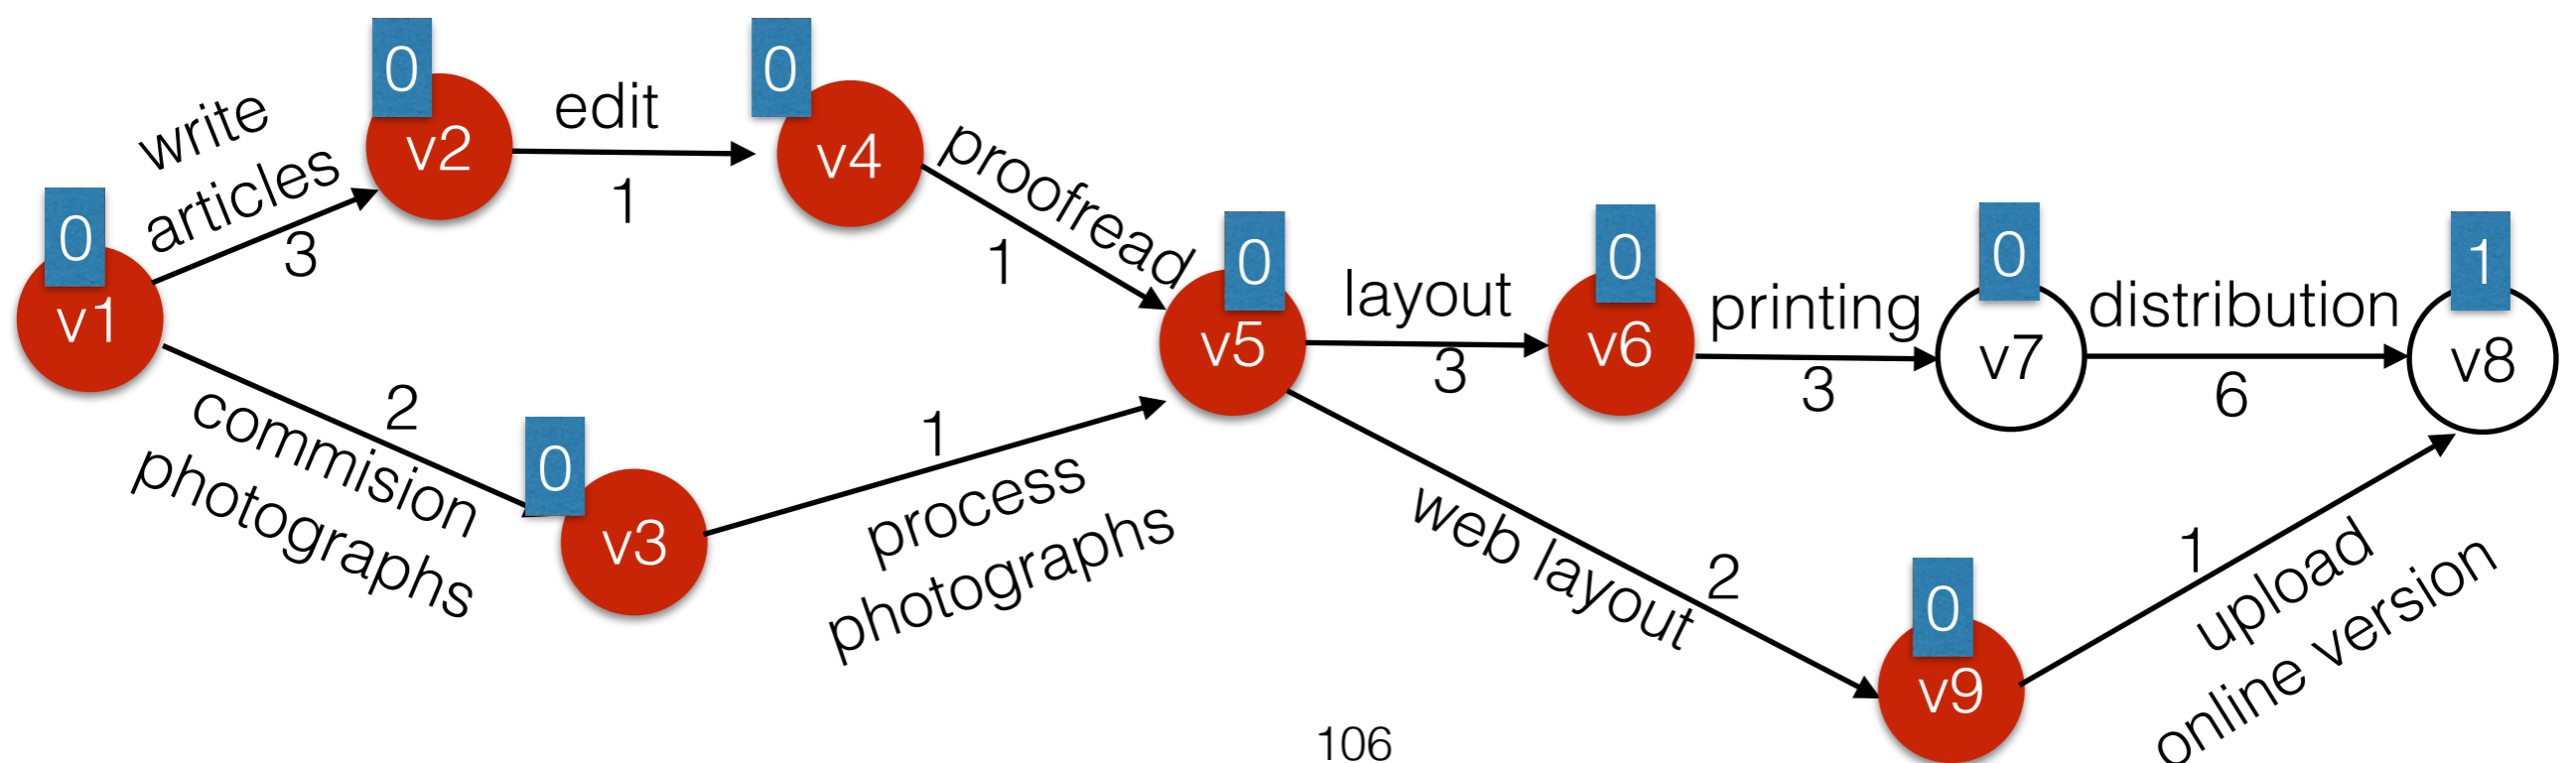 0
v1
write
articles
3
0
v2
edit
1
0
v4
proofread
1
2
commision
photographs
0
v3
1
process
photographs
0
v5
layout
3
0
v6
printing
3
0
v7
distribution
6
1
v8
web layout
2
0
v9
1
upload
online version
106